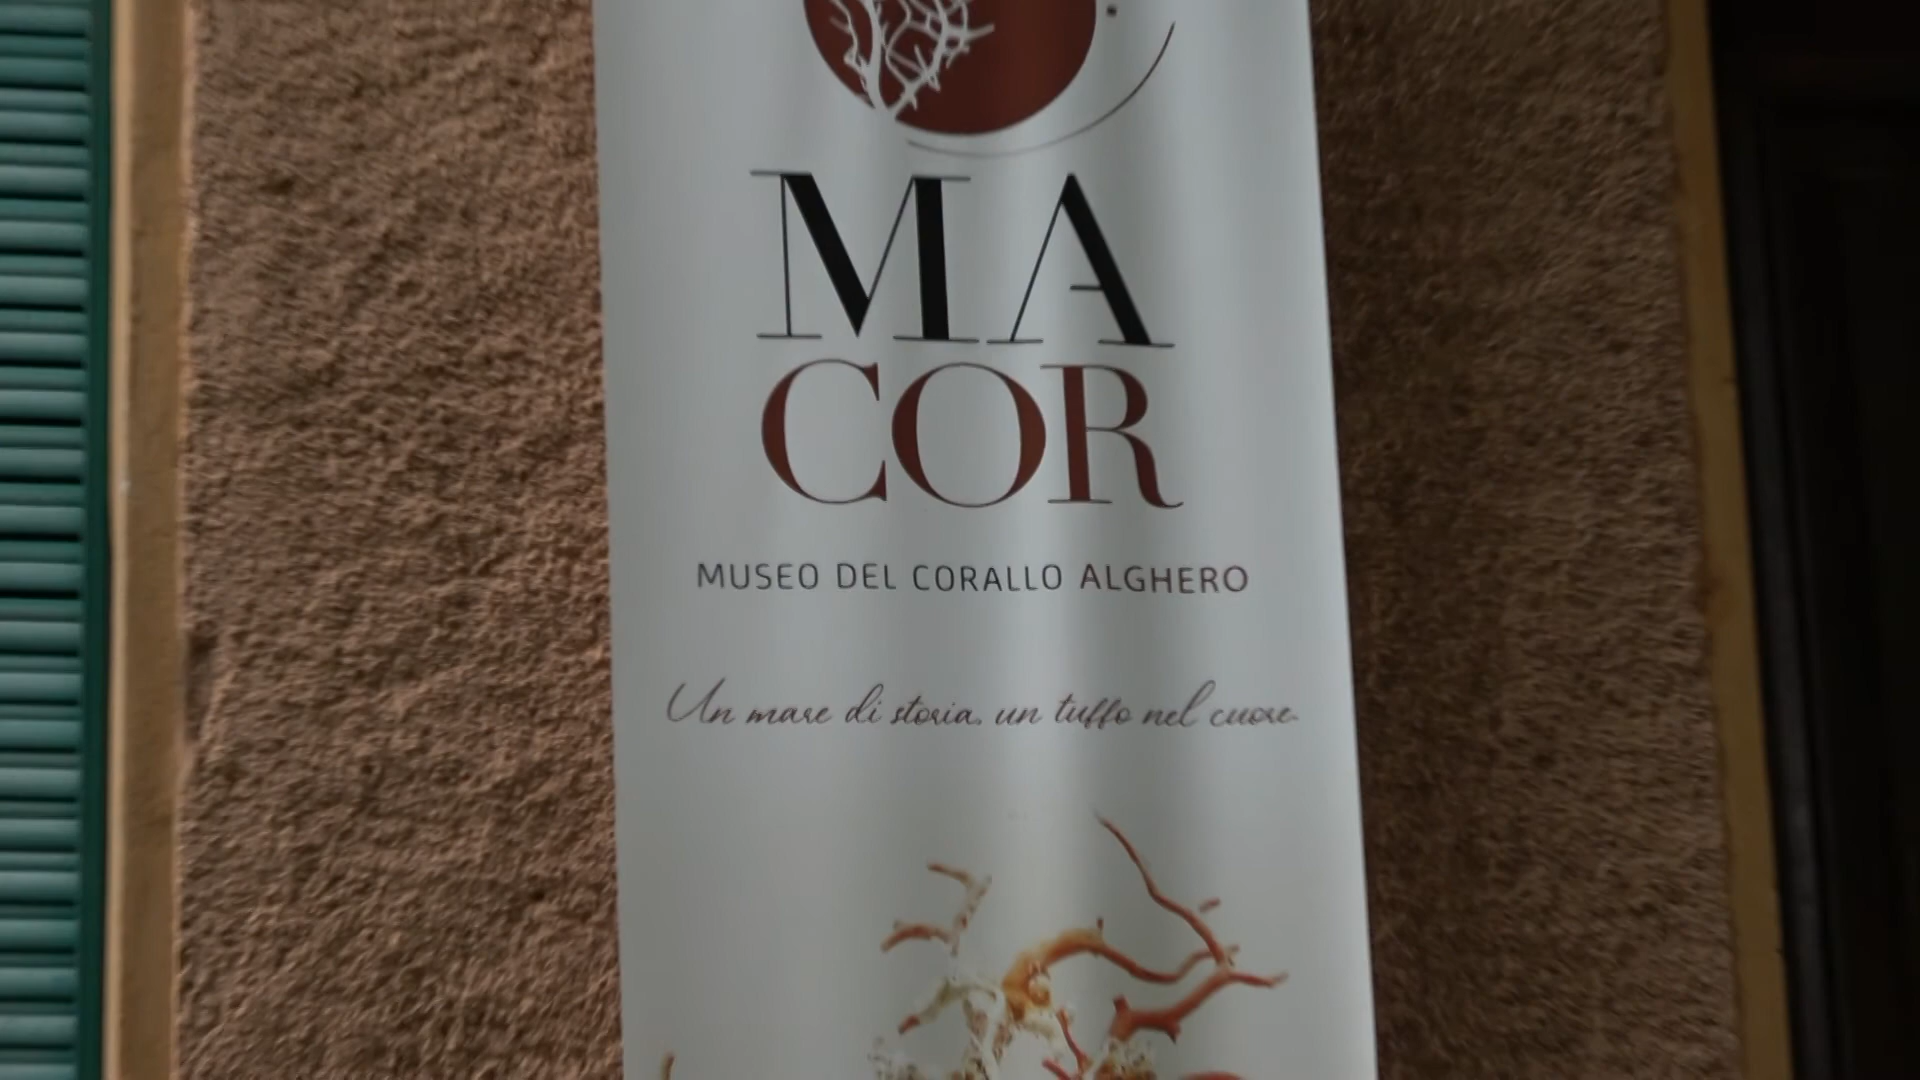 MA
COR
MUSEO DEL CORALLO ALGHERO
Un mare di storia. un tuffo nel cuore.